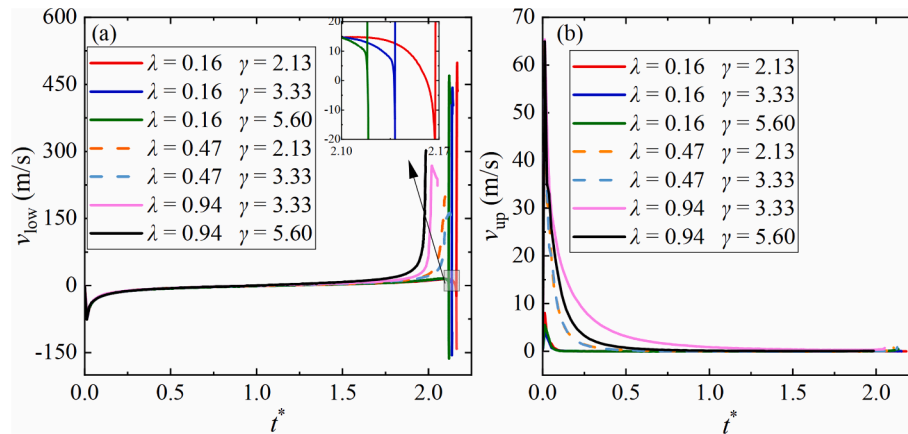 (a)
600
450
300
150
0
-150
v_low (m/s)
λ = 0.16 γ = 2.13
λ = 0.16 γ = 3.33
λ = 0.16 γ = 5.60
λ = 0.47 γ = 2.13
λ = 0.47 γ = 3.33
λ = 0.94 γ = 3.33
λ = 0.94 γ = 5.60
20
10
0
-10
-20
2.10 2.17
0.0 0.5 1.0 1.5 2.0
t*
(b)
70
60
50
40
30
20
10
0
v_up (m/s)
λ = 0.16 γ = 2.13
λ = 0.16 γ = 3.33
λ = 0.16 γ = 5.60
λ = 0.47 γ = 2.13
λ = 0.47 γ = 3.33
λ = 0.94 γ = 3.33
λ = 0.94 γ = 5.60
0.0 0.5 1.0 1.5 2.0
t*